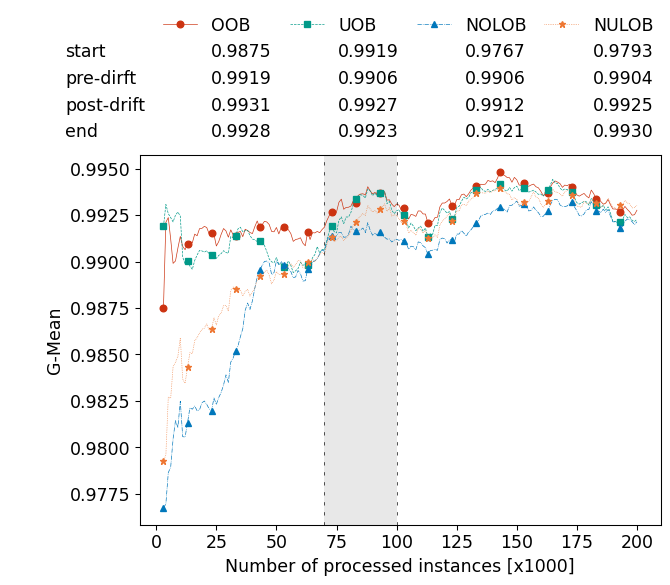 OOB UOB NOLOB NULOB
start 0.9875 0.9919 0.9767 0.9793
pre-dirft 0.9919 0.9906 0.9906 0.9904
post-drift 0.9931 0.9927 0.9912 0.9925
end 0.9928 0.9923 0.9921 0.9930
0.9950
0.9925
0.9900
0.9875
0.9850
0.9825
0.9800
0.9775
G-Mean
0 25 50 75 100 125 150 175 200
Number of processed instances [x1000]